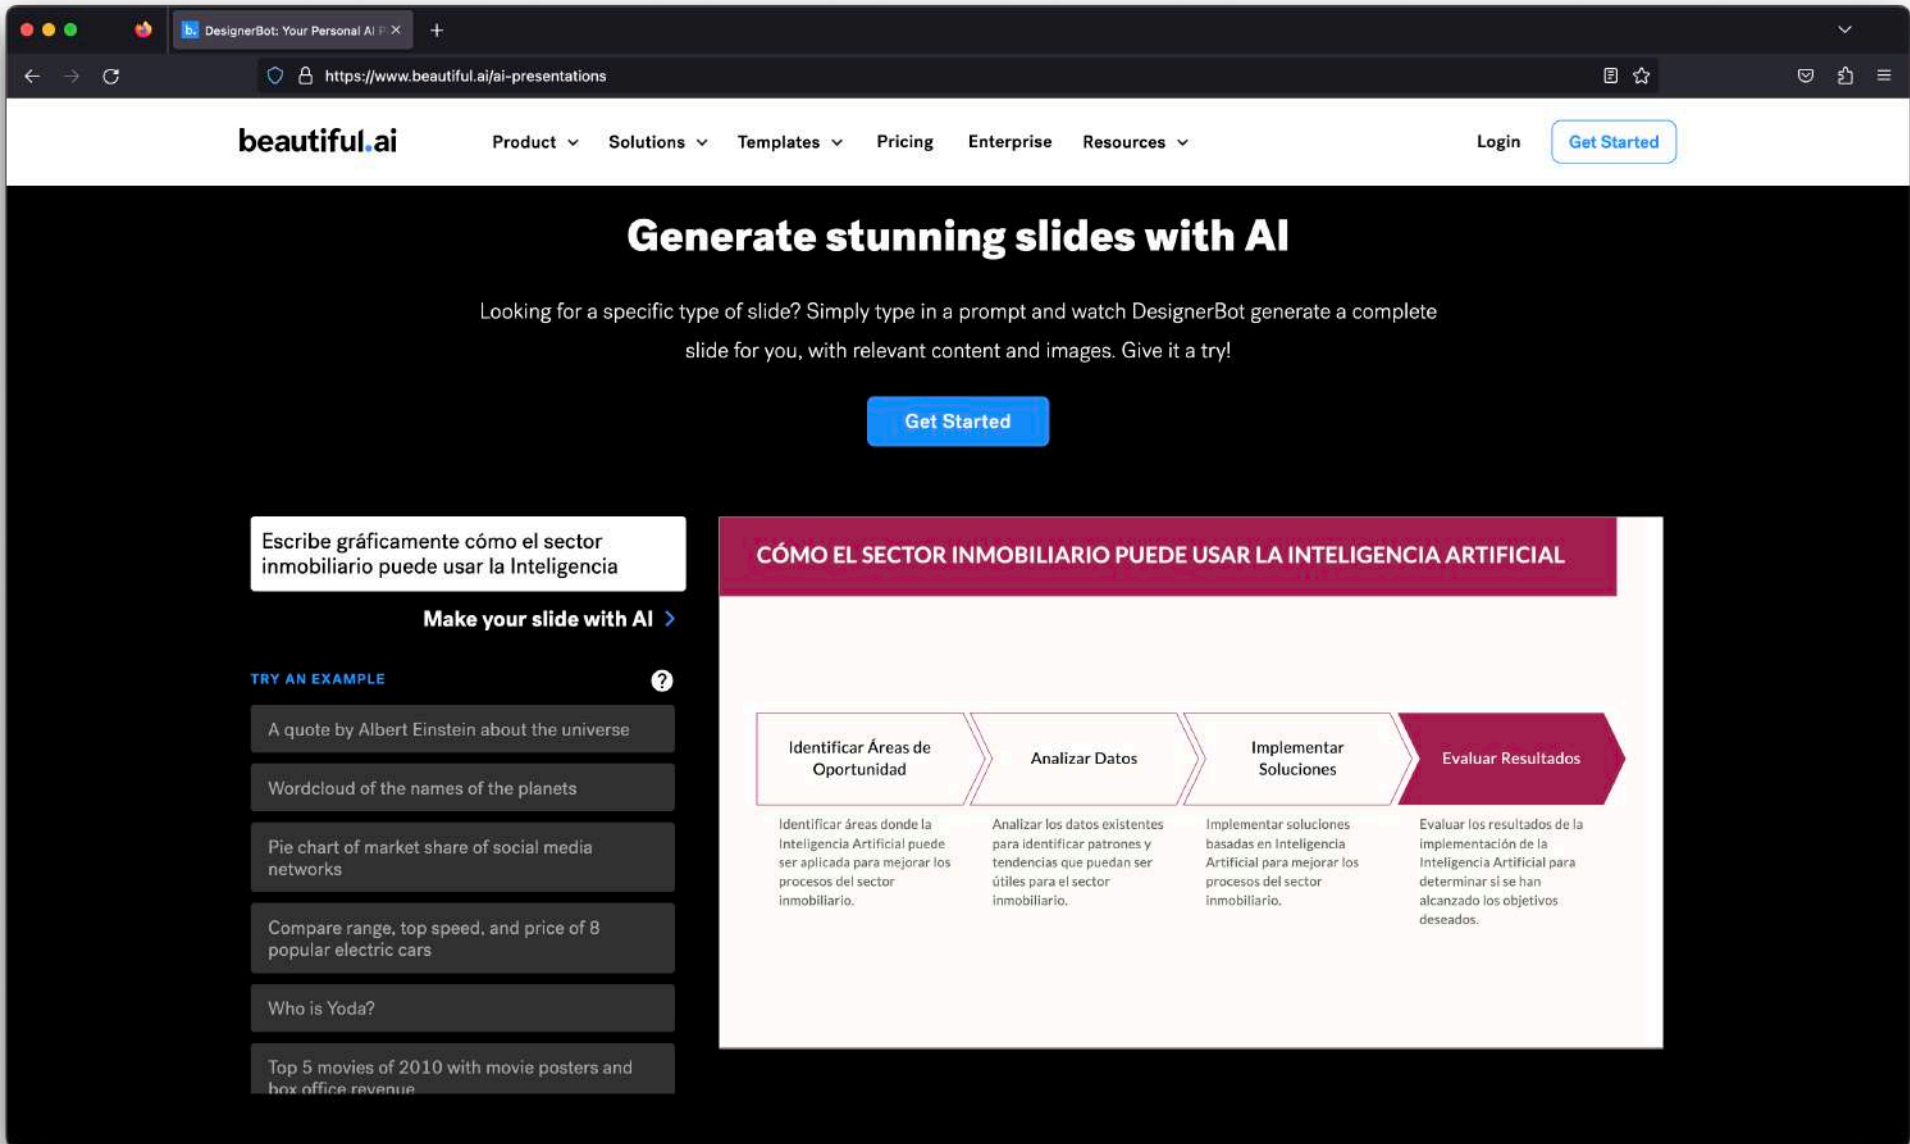 DesignerBot: Your Personal AI P
https://www.beautiful.ai/ai-presentations
beautiful.ai
Product
Solutions
Templates
Pricing
Enterprise
Resources
Login
Get Started
Generate stunning slides with AI
Looking for a specific type of slide? Simply type in a prompt and watch DesignerBot generate a complete
slide for you, with relevant content and images. Give it a try!
Get Started
Escribe gráficamente cómo el sector
inmobiliario puede usar la Inteligencia
Make your slide with AI
TRY AN EXAMPLE
A quote by Albert Einstein about the universe
Wordcloud of the names of the planets
Pie chart of market share of social media
networks
Compare range, top speed, and price of 8
popular electric cars
Who is Yoda?
Top 5 movies of 2010 with movie posters and
box office revenue
CÓMO EL SECTOR INMOBILIARIO PUEDE USAR LA INTELIGENCIA ARTIFICIAL
Identificar Áreas de
Oportunidad
Identificar áreas donde la
Inteligencia Artificial puede
ser aplicada para mejorar los
procesos del sector
inmobiliario.
Analizar Datos
Analizar los datos existentes
para identificar patrones y
tendencias que puedan ser
útiles para el sector
inmobiliario.
Implementar
Soluciones
Implementar soluciones
basadas en Inteligencia
Artificial para mejorar los
procesos del sector
inmobiliario.
Evaluar Resultados
Evaluar los resultados de la
implementación de la
Inteligencia Artificial para
determinar si se han
alcanzado los objetivos
deseados.